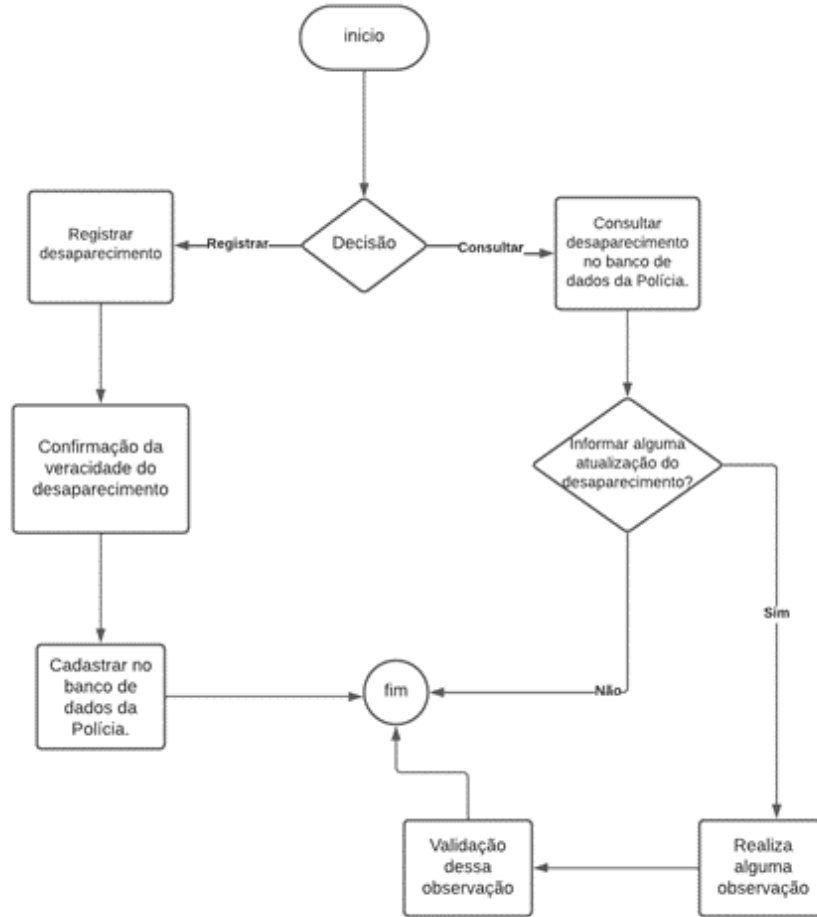 início
Registrar
desaparecimento
Registrar
Decisão
Consultar
Consultar
desaparecimento
no banco de
dados da Polícia.
Confirmação da
veracidade do
desaparecimento
Informar alguma
atualização do
desaparecimento?
Sim
Cadastrar no
banco de
dados da
Polícia.
fim
Não
Validação
dessa
observação
Realiza
alguma
observação